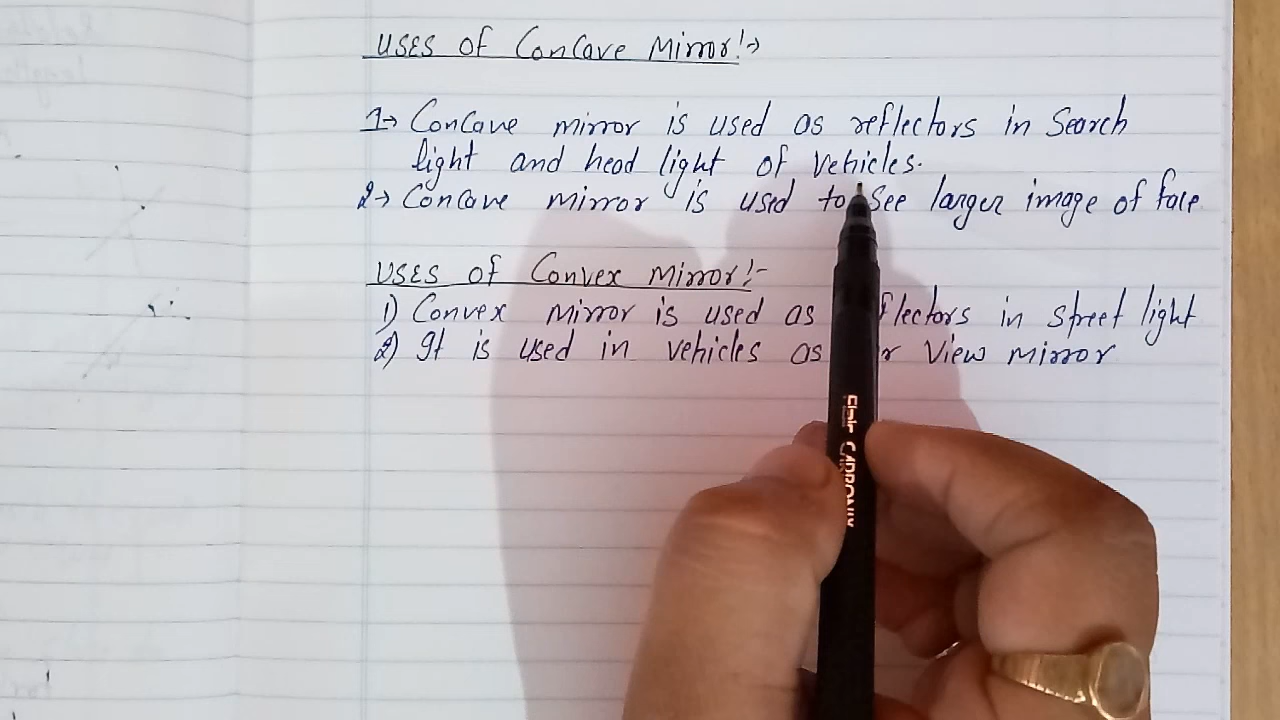 USES of Concave Mirror!→
1→ Concave mirror is used as reflectors in Search
light and head light of vehicles.
2→ Concave mirror is used to see larger image of face
USES of Convex Mirror!-
1) Convex mirror is used as flectors in street light
2) It is used in vehicles as r View mirror
Flair CARBONIX